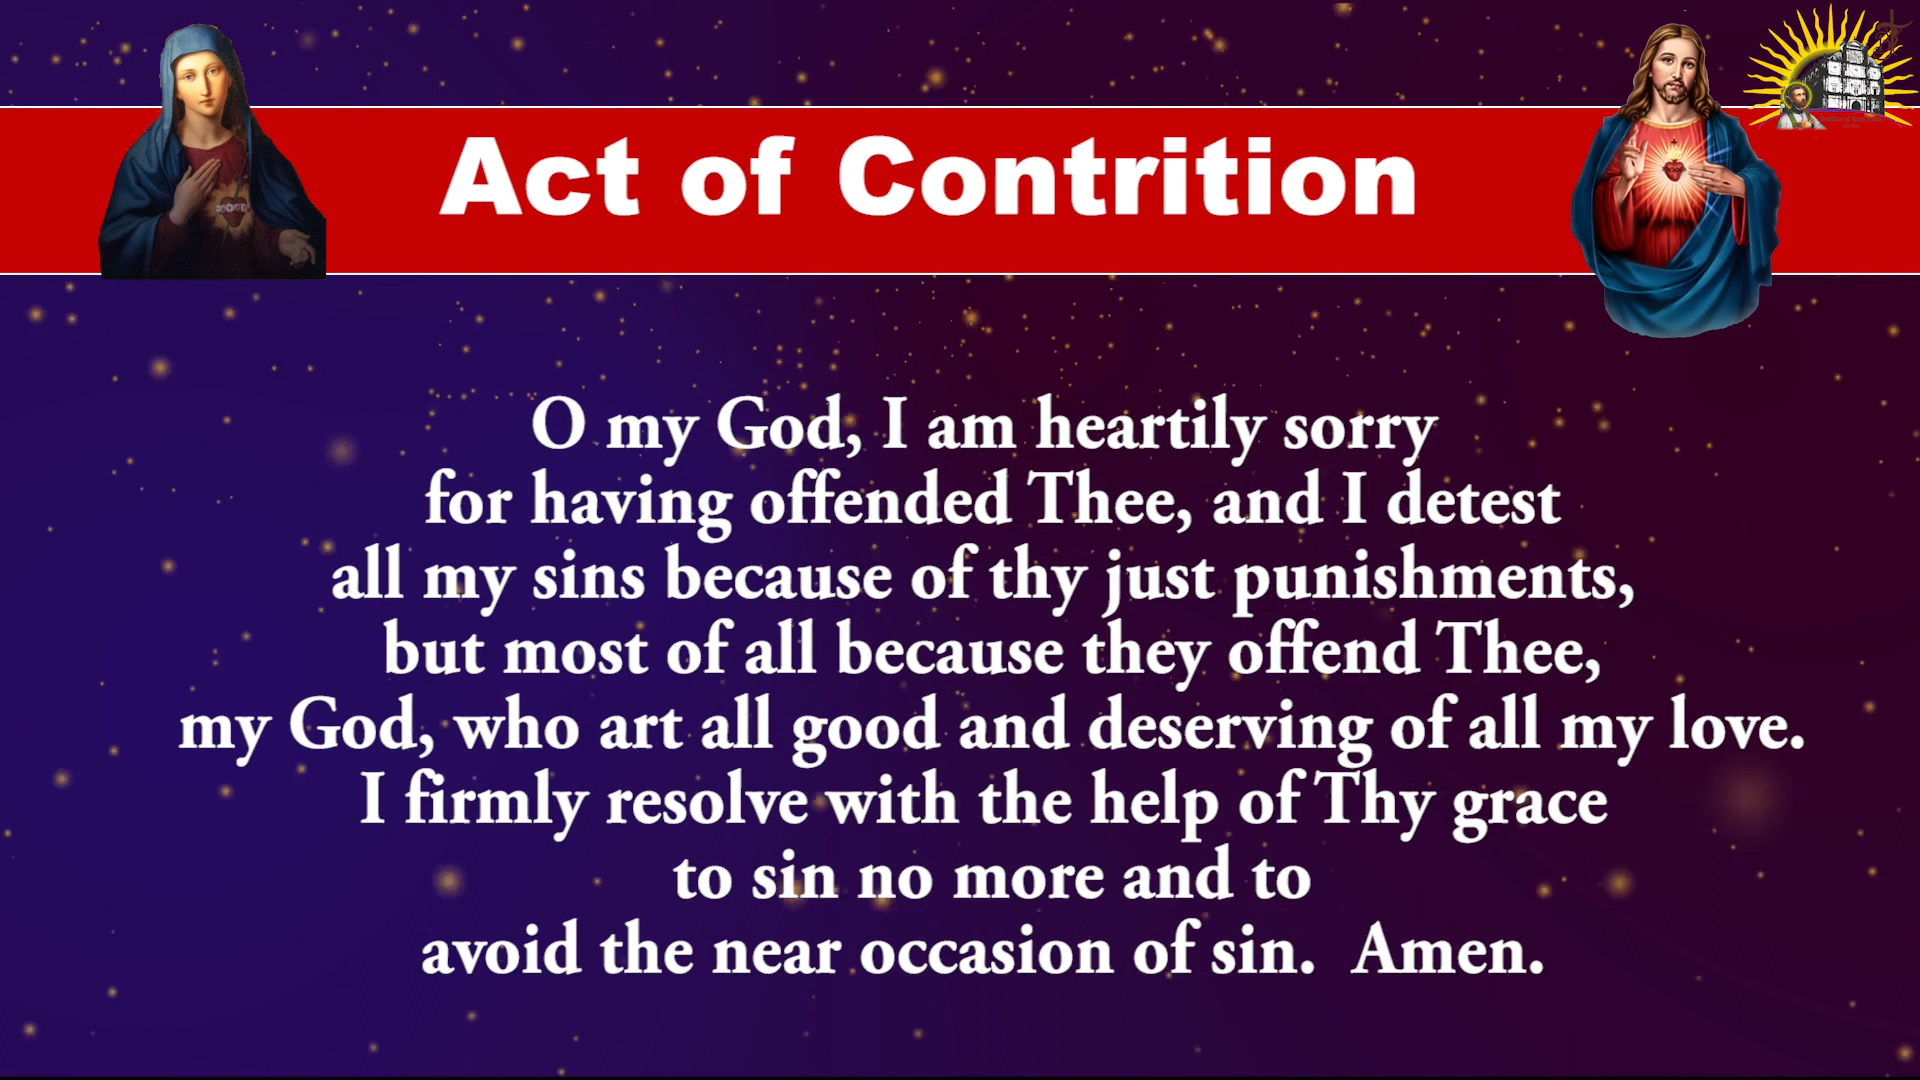 Act of Contrition
O my God, I am heartily sorry
for having offended Thee, and I detest
all my sins because of thy just punishments,
but most of all because they offend Thee,
my God, who art all good and deserving of all my love.
I firmly resolve with the help of Thy grace
to sin no more and to
avoid the near occasion of sin.  Amen.